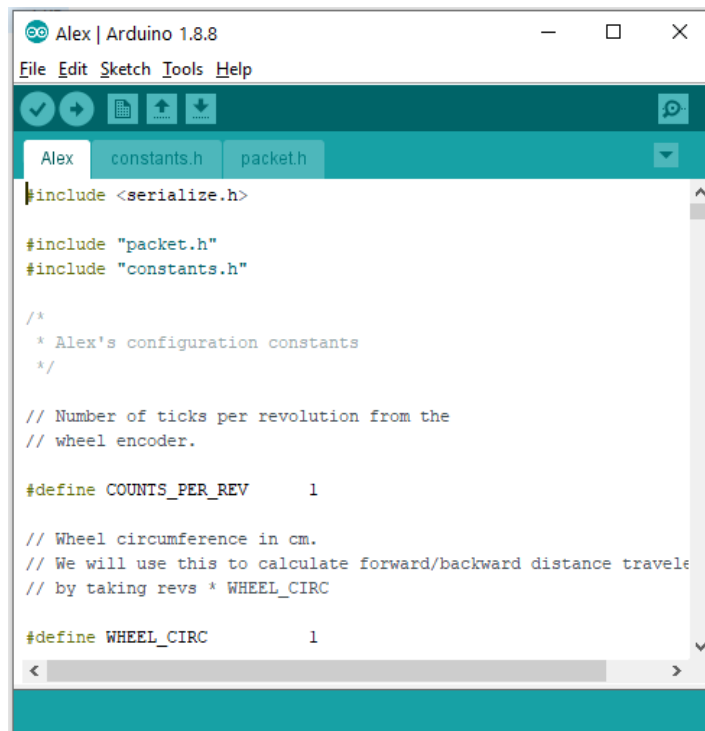 Alex | Arduino 1.8.8
File Edit Sketch Tools Help
Alex constants.h packet.h
#include <serialize.h>
#include "packet.h"
#include "constants.h"
/*
* Alex's configuration constants
*/
// Number of ticks per revolution from the
// wheel encoder.
#define COUNTS_PER_REV 1
// Wheel circumference in cm.
// We will use this to calculate forward/backward distance travele
// by taking revs * WHEEL_CIRC
#define WHEEL_CIRC 1